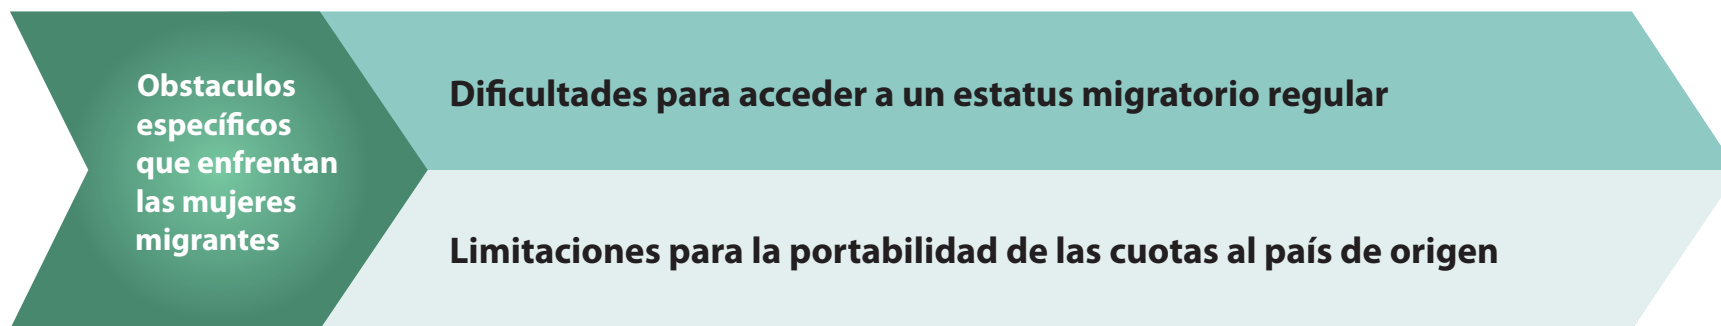 Obstaculos
específicos
que enfrentan
las mujeres
migrantes
Dificultades para acceder a un estatus migratorio regular
Limitaciones para la portabilidad de las cuotas al país de origen